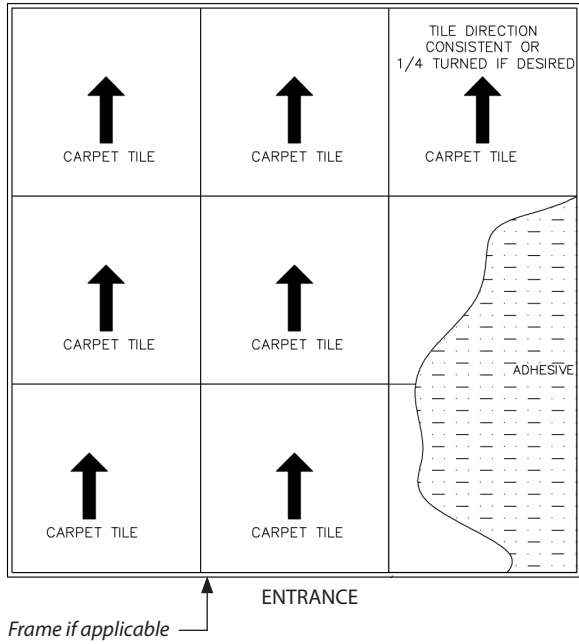 TILE DIRECTION
CONSISTENT OR
1/4 TURNED IF DESIRED
CARPET TILE
CARPET TILE
CARPET TILE
CARPET TILE
CARPET TILE
ADHESIVE
CARPET TILE
CARPET TILE
ENTRANCE
Frame if applicable